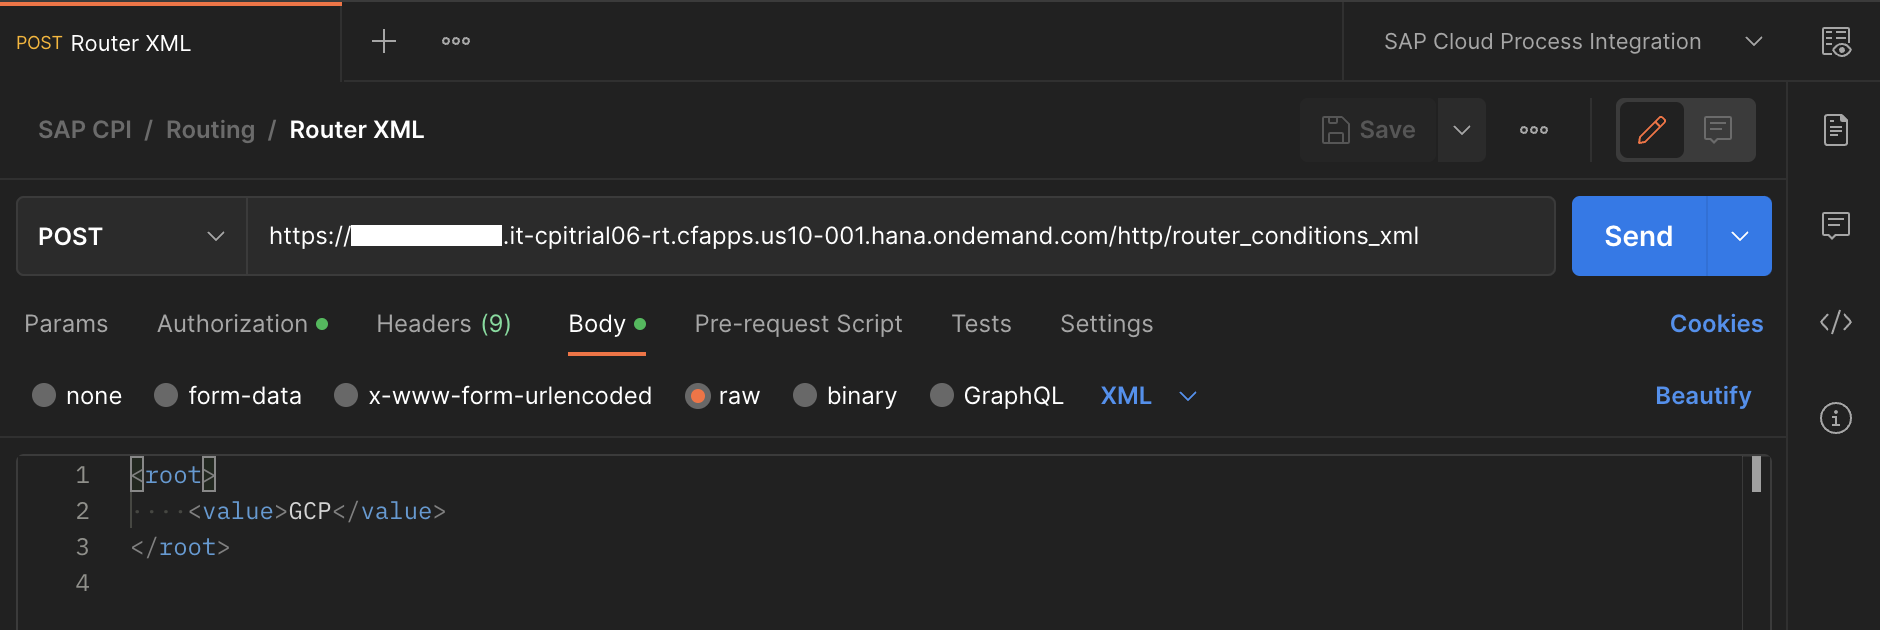 POST Router XML
SAP Cloud Process Integration
SAP CPI / Routing / Router XML
Save
POST
https:// .it-cpitrial06-rt.cfapps.us10-001.hana.ondemand.com/http/router_conditions_xml
Send
Params Authorization Headers (9) Body Pre-request Script Tests Settings Cookies
none form-data x-www-form-urlencoded raw binary GraphQL XML Beautify
1 <root>
2 ····<value>GCP</value>
3 </root>
4